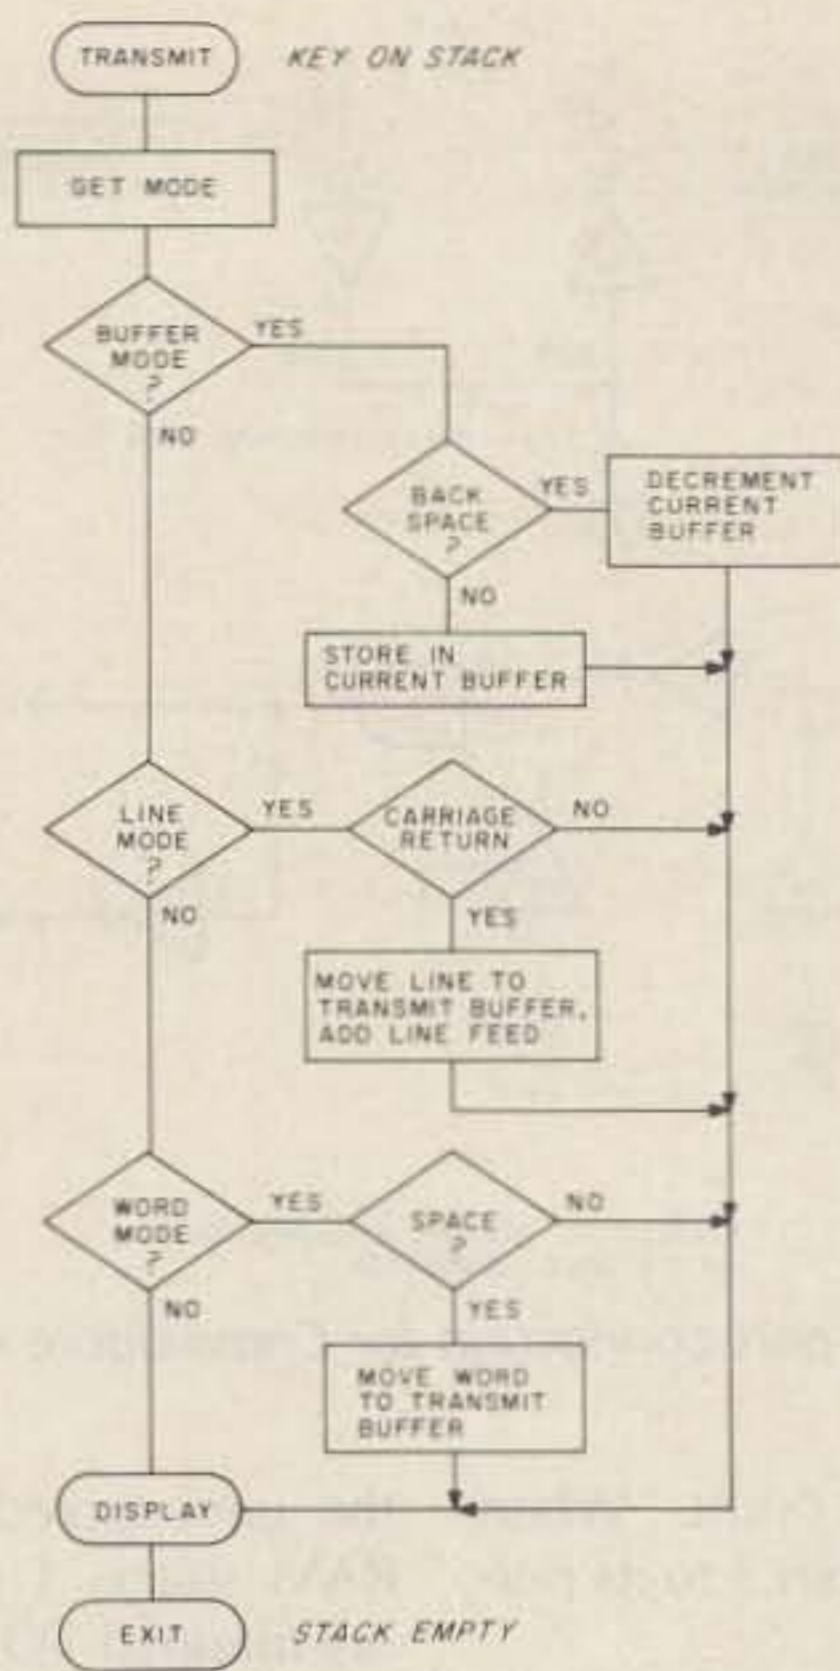 TRANSMIT
KEY ON STACK
GET MODE
BUFFER
MODE
?
YES
NO
BACK
SPACE
?
YES
DECREMENT
CURRENT
BUFFER
NO
STORE IN
CURRENT BUFFER
LINE
MODE
?
YES
CARRIAGE
RETURN
NO
NO
YES
MOVE LINE TO
TRANSMIT BUFFER,
ADD LINE FEED
WORD
MODE
?
YES
SPACE
?
NO
NO
YES
MOVE WORD
TO TRANSMIT
BUFFER
DISPLAY
EXIT
STACK EMPTY